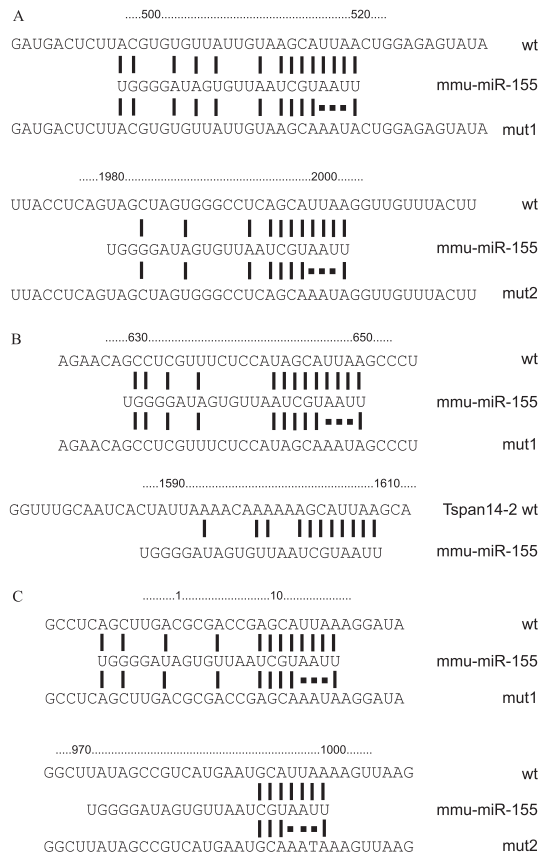 A
.....500..................................................520.....
GAUGACUCUUACGUGUGUUAUUGUAAGCAUUAACUGGAGAGUAUA wt
UGGGGAUAGUGUUAAUCGUAAUU mmu-miR-155
GAUGACUCUUACGUGUGUUAUUGUAAGCAAAUACUGGAGAGUAUA mut1
......1980..................................................2000........
UUACCUCAGUAGCUAGUGGGCCUCAGCAUUAAGGUUGUUUACUU wt
UGGGGAUAGUGUUAAUCGUAAUU mmu-miR-155
UUACCUCAGUAGCUAGUGGGCCUCAGCAAAUAGGUUGUUUACUU mut2
B
.......630..................................................650........
AGAACAGCCUCGUUUCUCCAUAGCAUUAAGCCCU wt
UGGGGAUAGUGUUAAUCGUAAUU mmu-miR-155
AGAACAGCCUCGUUUCUCCAUAGCAAAUAGCCCU mut1
.....1590..................................................1610.....
GGUUUGCAAUCACUAUUAAAACAAAAAAGCAUUAAGCA Tspan14-2 wt
UGGGGAUAGUGUUAAUCGUAAUU mmu-miR-155
C
..........1...........................10....................
GCCUCAGCUUGACGCGACCGAGCAUUAAAGGAUA wt
UGGGGAUAGUGUUAAUCGUAAUU mmu-miR-155
GCCUCAGCUUGACGCGACCGAGCAAAUAAGGAUA mut1
.....970..........................................................1000........
GGCUUAUAGCCGUCAUGAAUGCAUUAAAAGUUAAG wt
UGGGGAUAGUGUUAAUCGUAAUU mmu-miR-155
GGCUUAUAGCCGUCAUGAAUGCAAATAAAGUUAAG mut2